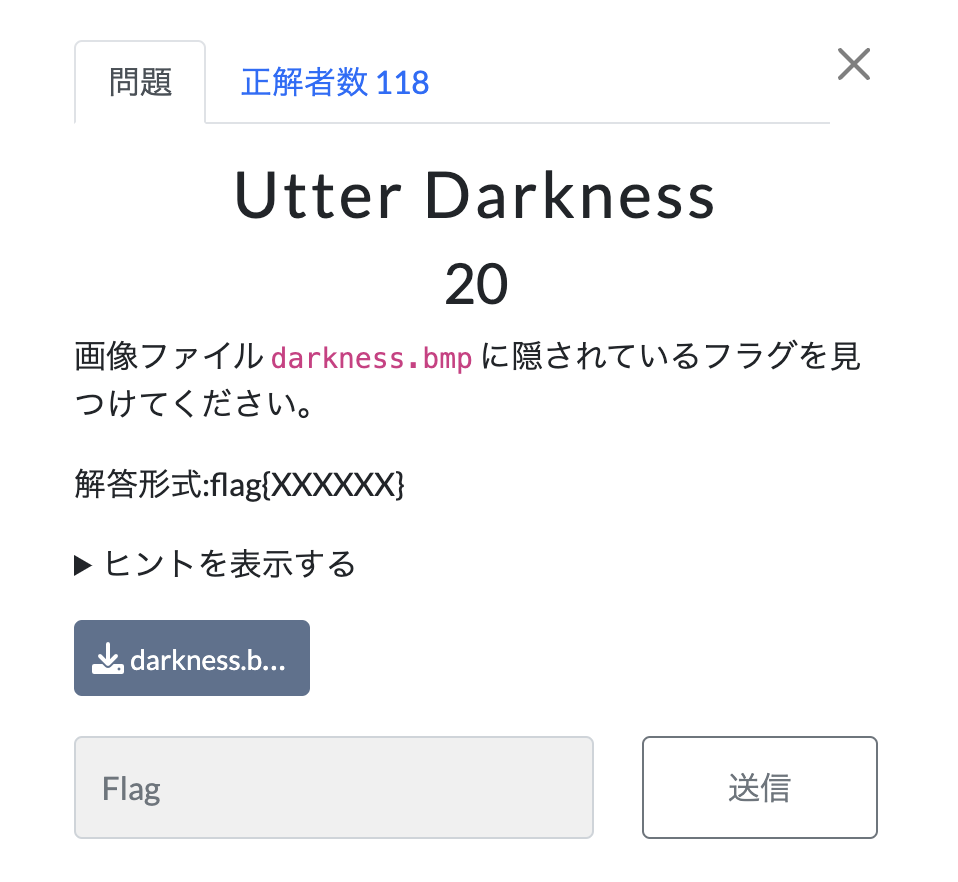 問題
正解者数 118
Utter Darkness
20
画像ファイル darkness.bmp に隠されているフラグを見
つけてください。
解答形式:flag{XXXXXX}
ヒントを表示する
darkness.b...
Flag
送信